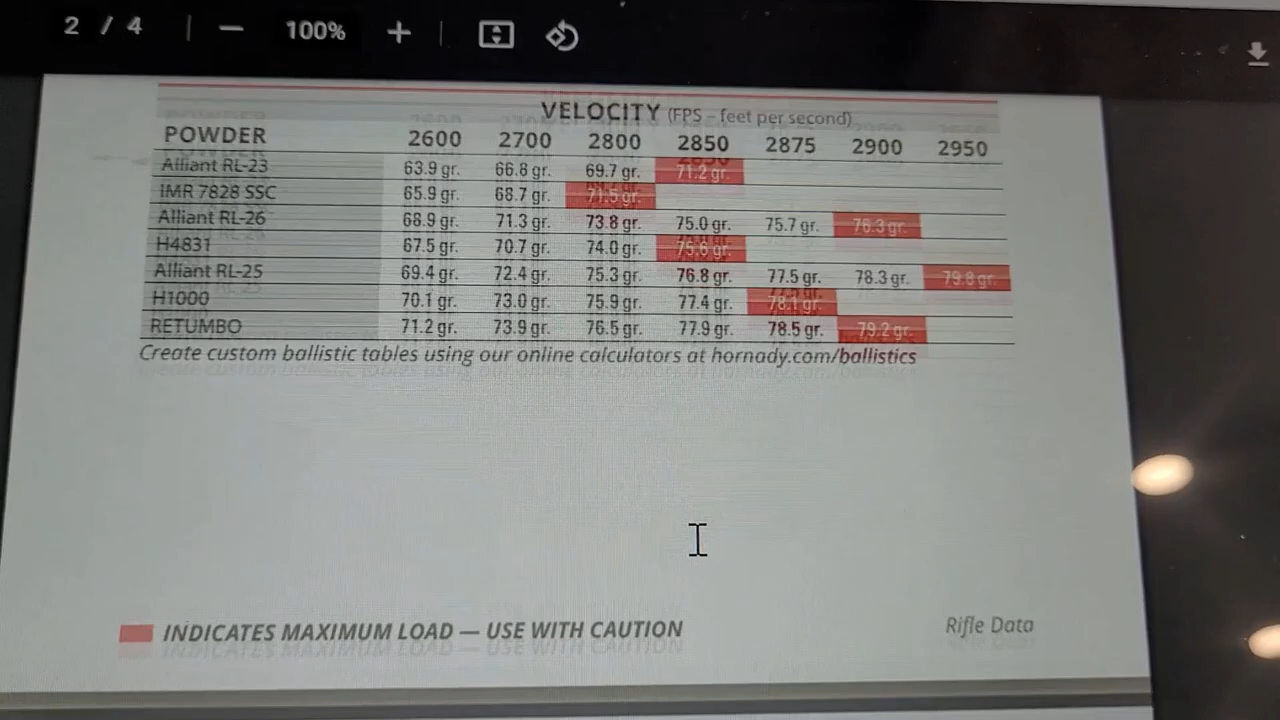 2 / 4 | — 100% + |
VELOCITY (FPS – feet per second)
POWDER 2600 2700 2800 2850 2875 2900 2950
Alliant RL-23 63.9 gr. 66.8 gr. 69.7 gr. 71.2 gr.
IMR 7828 SSC 65.9 gr. 68.7 gr. 71.5 gr.
Alliant RL-26 68.9 gr. 71.3 gr. 73.8 gr. 75.0 gr. 75.7 gr. 76.3 gr.
H4831 67.5 gr. 70.7 gr. 74.0 gr. 75.6 gr.
Alliant RL-25 69.4 gr. 72.4 gr. 75.3 gr. 76.8 gr. 77.5 gr. 78.3 gr. 79.8 gr.
H1000 70.1 gr. 73.0 gr. 75.9 gr. 77.4 gr. 78.1 gr.
RETUMBO 71.2 gr. 73.9 gr. 76.5 gr. 77.9 gr. 78.5 gr. 79.2 gr.
Create custom ballistic tables using our online calculators at hornady.com/ballistics
INDICATES MAXIMUM LOAD — USE WITH CAUTION
Rifle Data